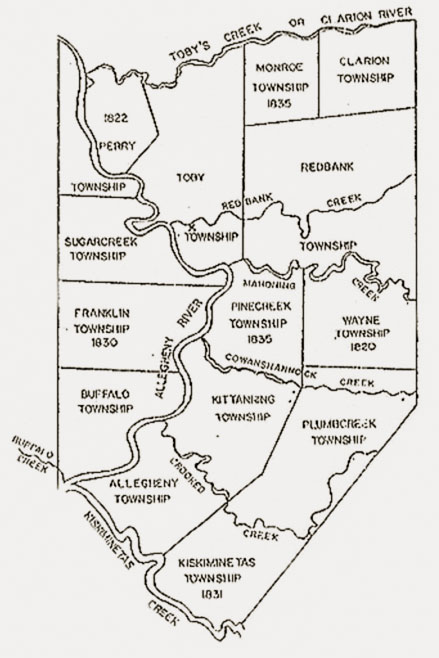 TOBY'S CREEK OR CLARION RIVER
MONROE
TOWNSHIP
1835
CLARION
TOWNSHIP
1822
PERRY
TOWNSHIP
TOBY
TOWNSHIP
REDBANK
TOWNSHIP
RED BANK CREEK
SUGARCREEK
TOWNSHIP
MAHONING
CREEK
FRANKLIN
TOWNSHIP
1830
ALLEGHENY RIVER
PINECREEK
TOWNSHIP
1835
WAYNE
TOWNSHIP
1820
COWANSHANNOCK
CREEK
BUFFALO
TOWNSHIP
KITTANNING
TOWNSHIP
PLUMBCREEK
TOWNSHIP
BUFFALO
CREEK
CROOKED
CREEK
ALLEGHENY
TOWNSHIP
KISKIMINETAS
CREEK
KISKIMINETAS
TOWNSHIP
1831